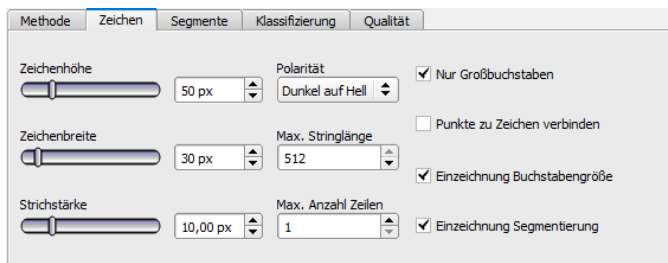 Methode Zeichen Segmente Klassifizierung Qualität
Zeichenhöhe
50 px
Polarität
Dunkel auf Hell
Nur Großbuchstaben
Punkte zu Zeichen verbinden
Zeichenbreite
30 px
Max. Stringlänge
512
Einzeichnung Buchstabengröße
Strichstärke
10,00 px
Max. Anzahl Zeilen
1
Einzeichnung Segmentierung